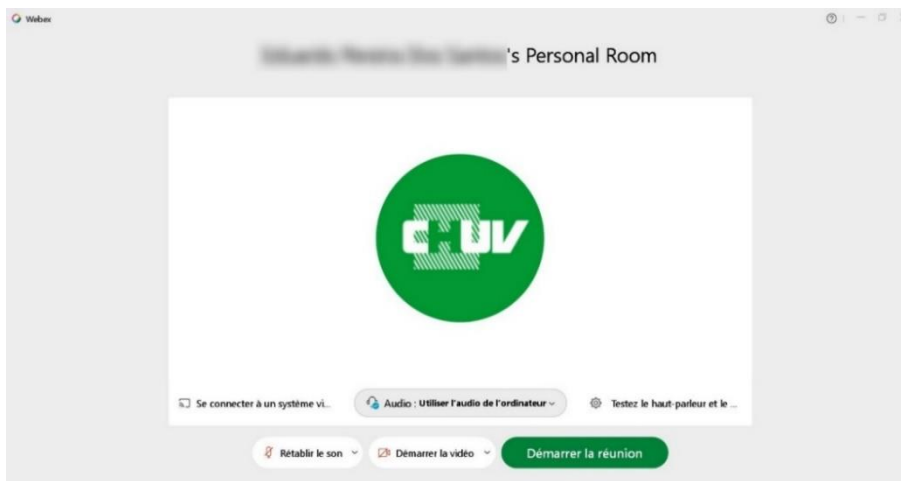 Webex
's Personal Room
CHUV
Se connecter à un système vi...
Audio : Utiliser l'audio de l'ordinateur
Testez le haut-parleur et le ...
Rétablir le son
Démarrer la vidéo
Démarrer la réunion